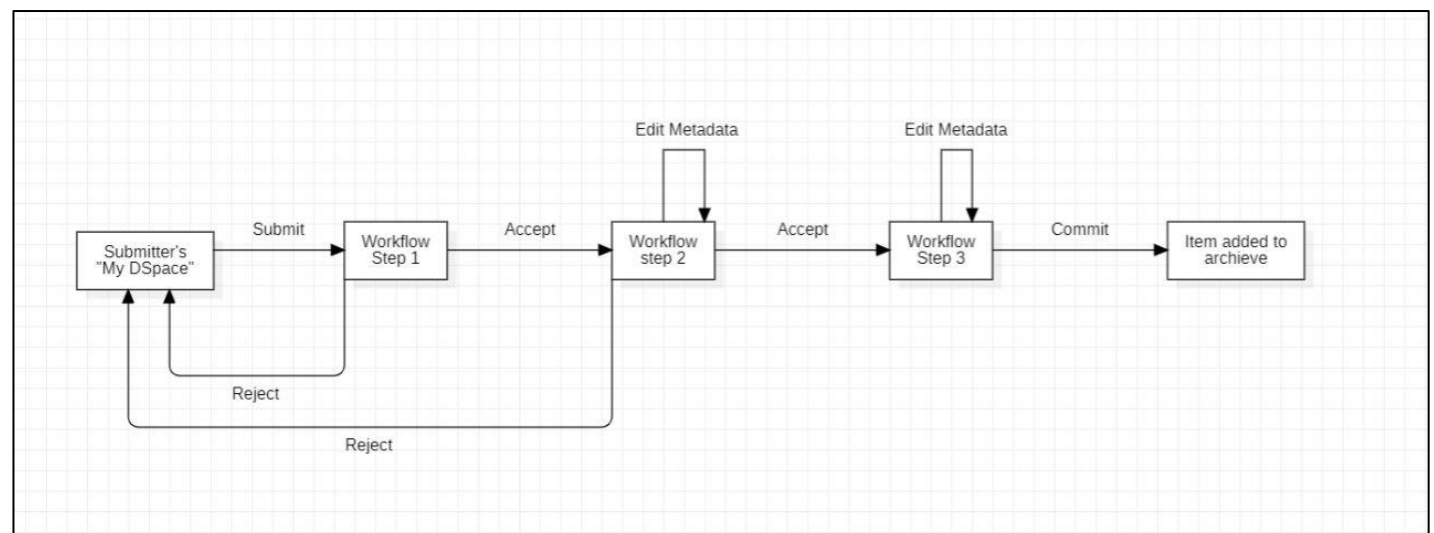 Edit Metadata
Edit Metadata
Submit
Accept
Accept
Commit
Submitter's
"My DSpace"
Workflow
Step 1
Workflow
step 2
Workflow
Step 3
Item added to
archieve
Reject
Reject